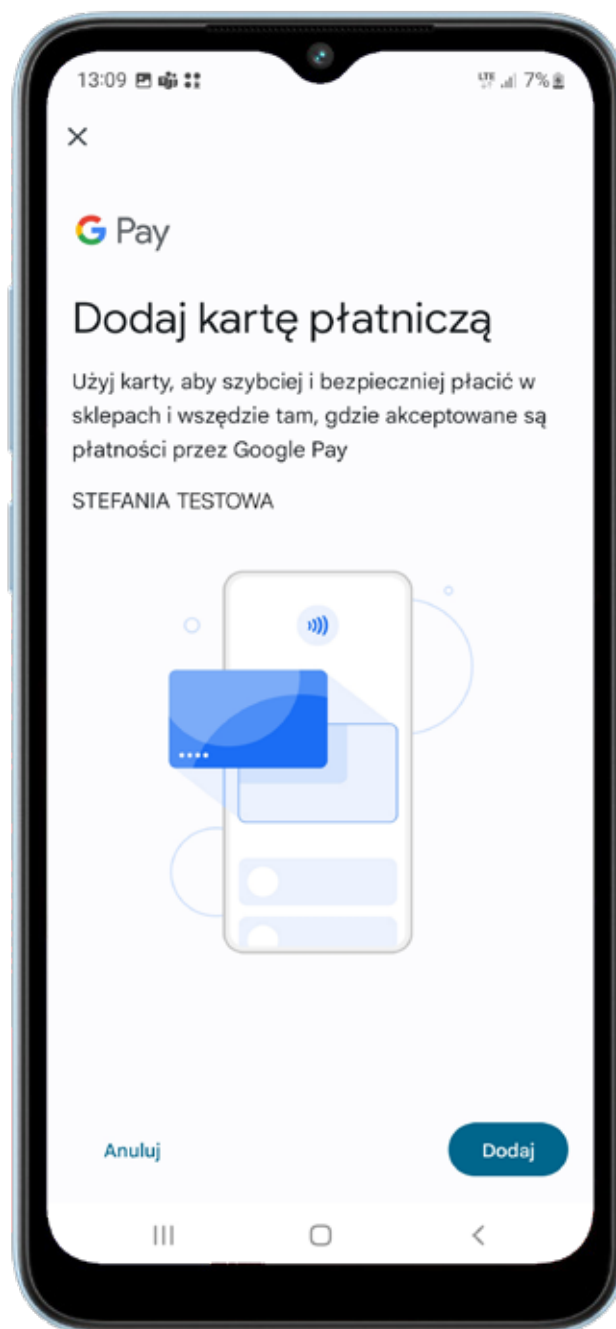 13:09
LTE 7%
G Pay
Dodaj kartę płatniczą
Użyj karty, aby szybciej i bezpieczniej płacić w
sklepach i wszędzie tam, gdzie akceptowane są
płatności przez Google Pay
STEFANIA TESTOWA
Anuluj
Dodaj